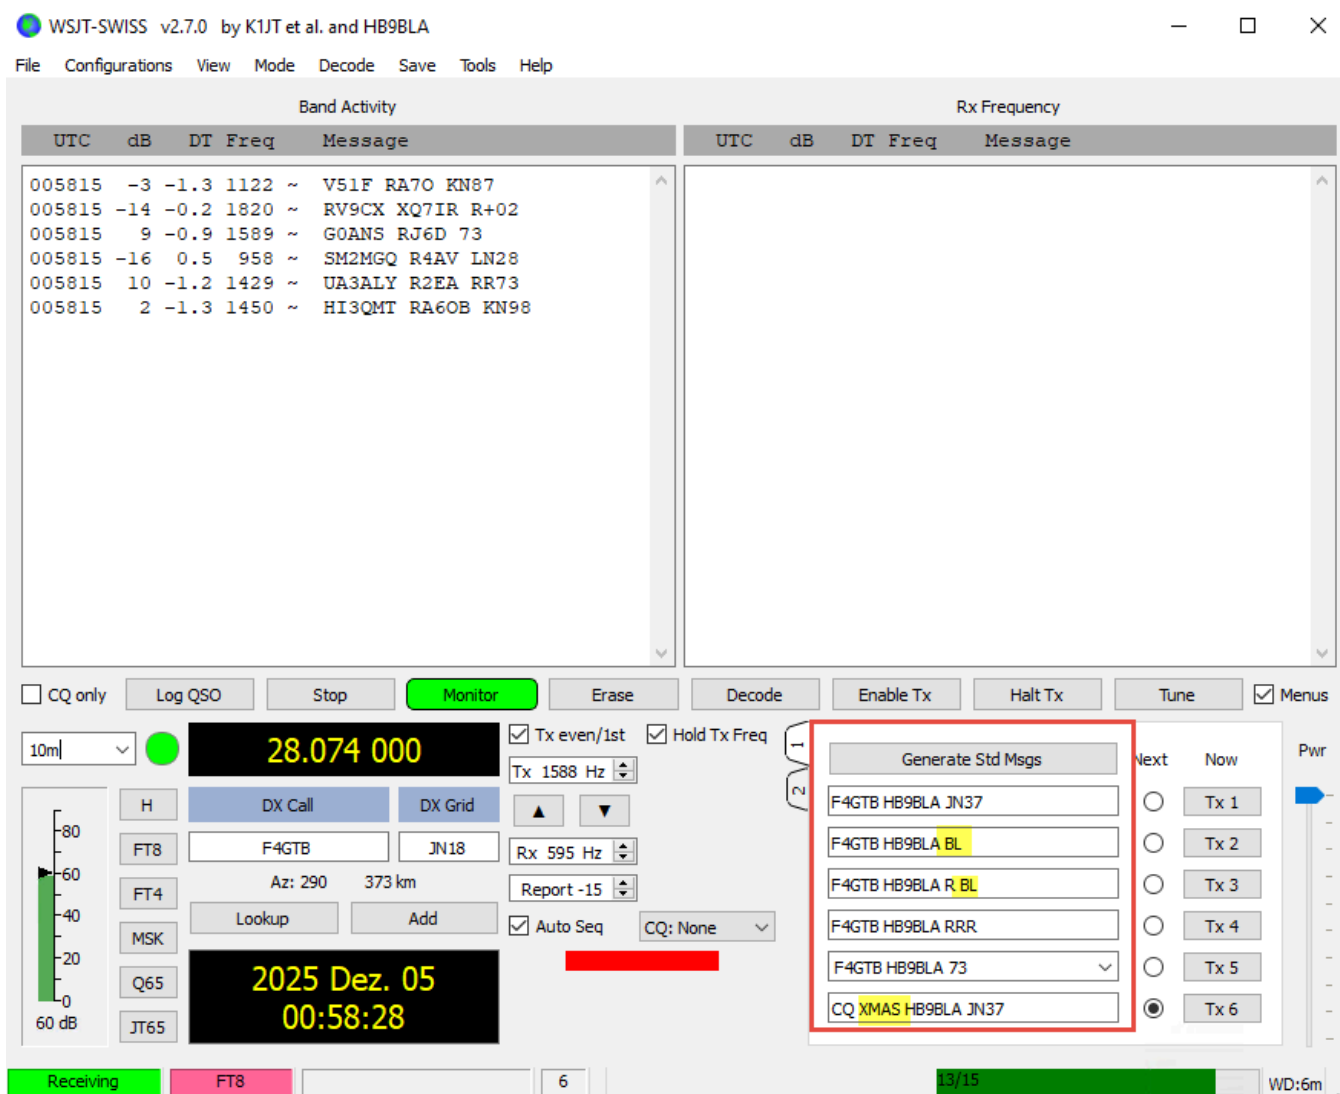 WSJT-SWISS v2.7.0 by K1JT et al. and HB9BLA
File Configurations View Mode Decode Save Tools Help
Band Activity
UTC dB DT Freq Message
005815 -3 -1.3 1122 ~ V51F RA7O KN87
005815 -14 -0.2 1820 ~ RV9CX XQ7IR R+02
005815 9 -0.9 1589 ~ G0ANS RJ6D 73
005815 -16 0.5 958 ~ SM2MGQ R4AV LN28
005815 10 -1.2 1429 ~ UA3ALY R2EA RR73
005815 2 -1.3 1450 ~ HI3QMT RA6OB KN98
Rx Frequency
UTC dB DT Freq Message
CQ only Log QSO Stop Monitor Erase Decode Enable Tx Halt Tx Tune Menus
10m
28.074 000
-80
-60
-40
-20
-0
60 dB
H
FT8
FT4
MSK
Q65
JT65
DX Call DX Grid
F4GTB JN18
Az: 290 373 km
Lookup Add
2025 Dez. 05
00:58:28
Tx even/1st Hold Tx Freq
Tx 1588 Hz
▲ ▼
Rx 595 Hz
Report -15
Auto Seq CQ: None
1
2
Generate Std Msgs Next Now
F4GTB HB9BLA JN37 Tx 1
F4GTB HB9BLA BL Tx 2
F4GTB HB9BLA R BL Tx 3
F4GTB HB9BLA RRR Tx 4
F4GTB HB9BLA 73 Tx 5
CQ XMAS HB9BLA JN37 Tx 6
Pwr
Receiving FT8 6 13/15 WD:6m